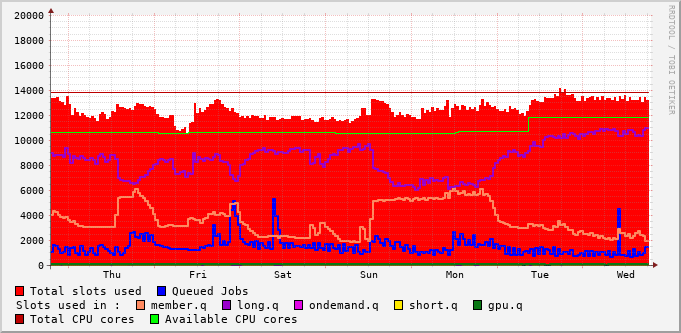 20000
18000
16000
14000
12000
10000
8000
6000
4000
2000
0
Thu Fri Sat Sun Mon Tue Wed
Total slots used Queued Jobs
Slots used in : member.q long.q ondemand.q short.q gpu.q
Total CPU cores Available CPU cores
RRDTOOL / TOBI OETIKER